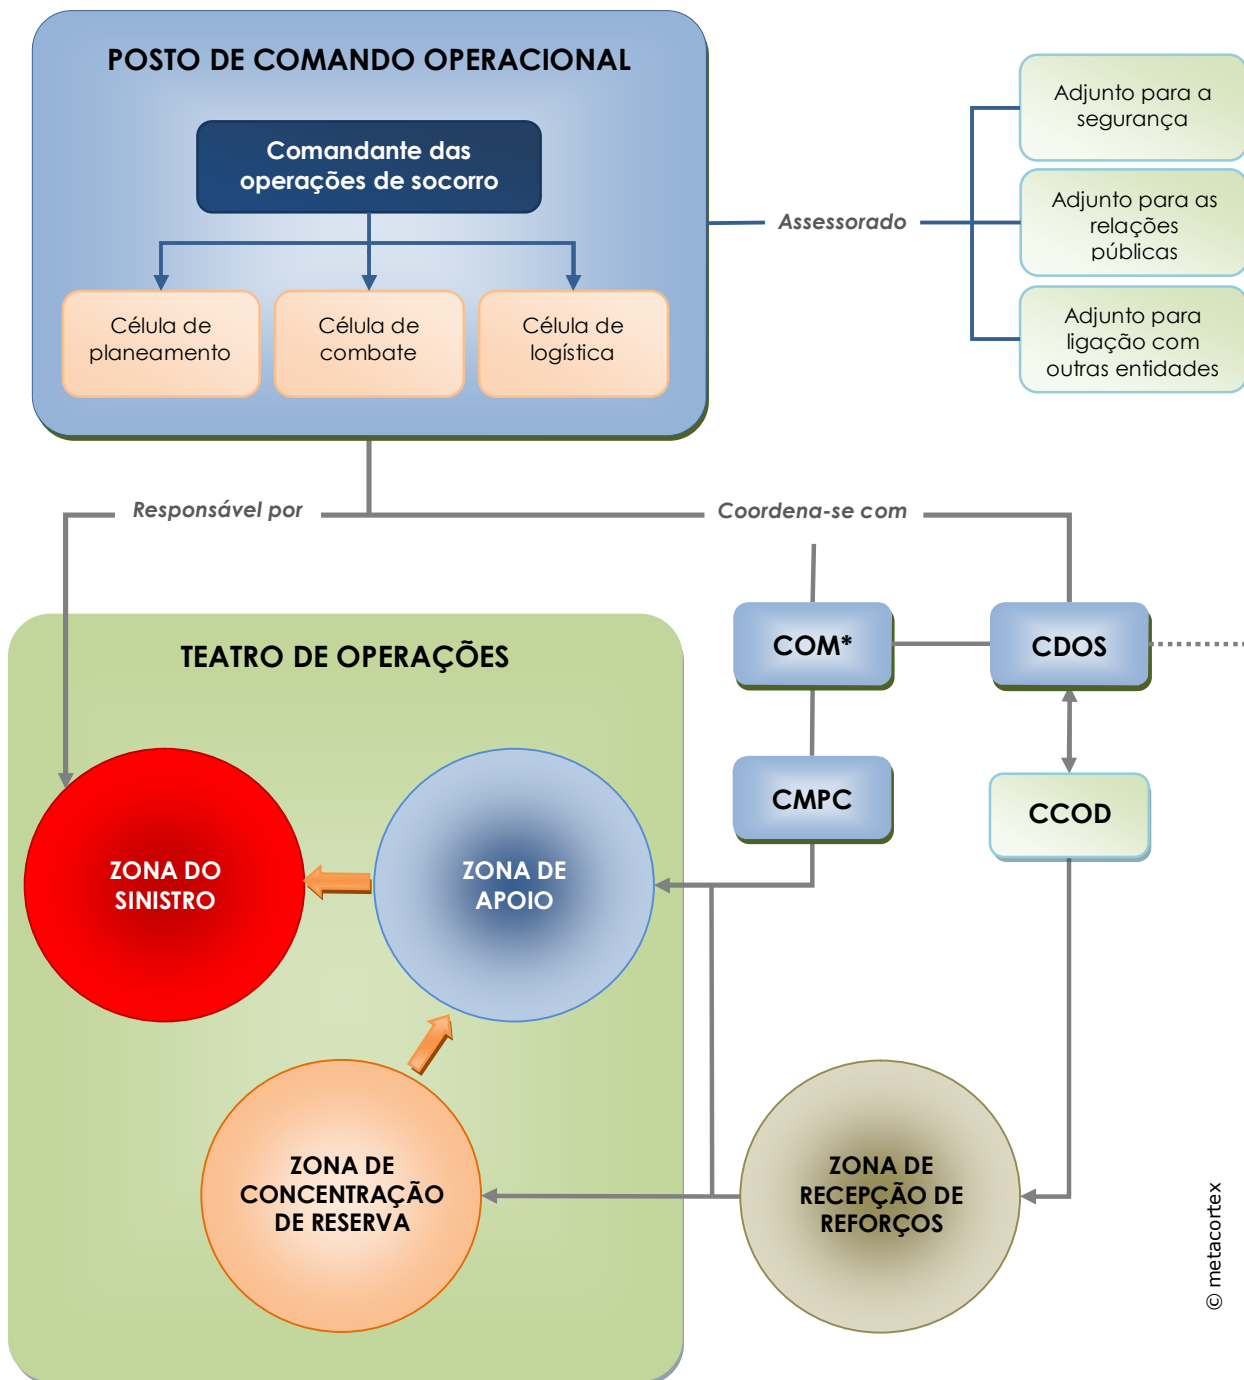 POSTO DE COMANDO OPERACIONAL
Comandante das
operações de socorro
Célula de
planeamento
Célula de
combate
Célula de
logística
Assessorado
Adjunto para a
segurança
Adjunto para as
relações
públicas
Adjunto para
ligação com
outras entidades
Responsável por
Coordena-se com
TEATRO DE OPERAÇÕES
COM*
CDOS
CMPC
CCOD
ZONA DO
SINISTRO
ZONA DE
APOIO
ZONA DE
CONCENTRAÇÃO
DE RESERVA
ZONA DE
RECEPÇÃO DE
REFORÇOS
© metacortex